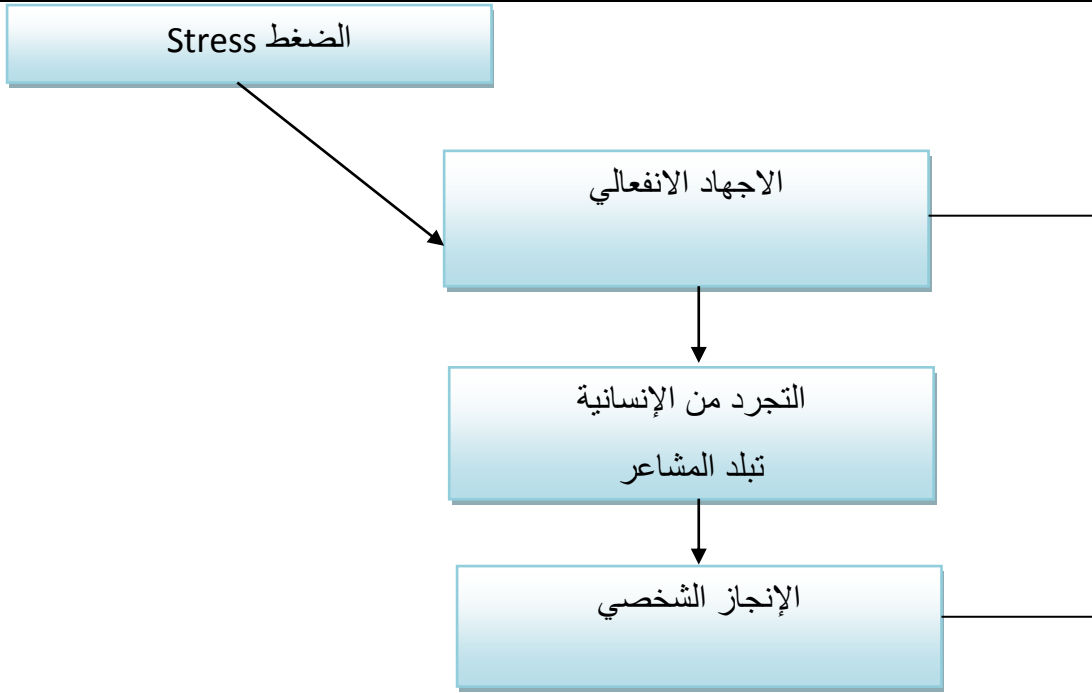 الضغط Stress
الاجهاد الانفعالي
التجرد من الإنسانية
تبلد المشاعر
الإنجاز الشخصي